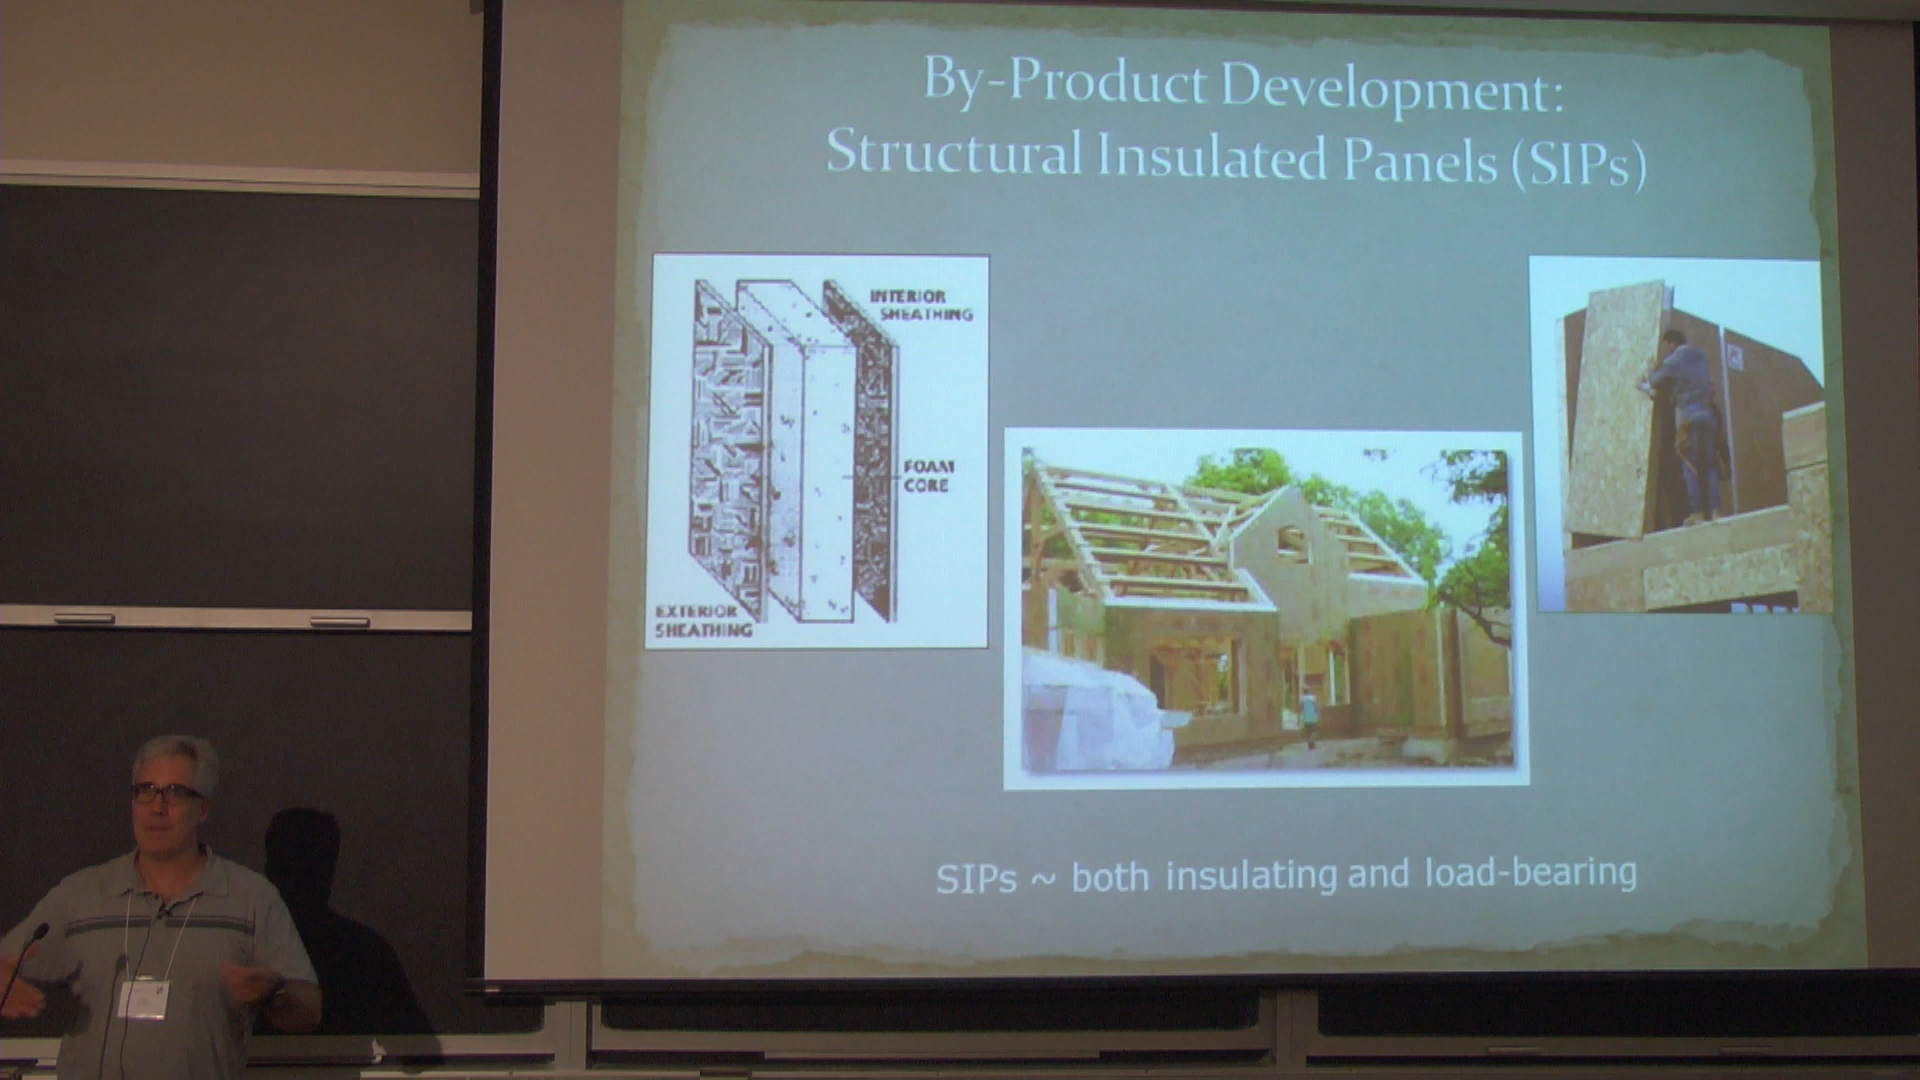 By-Product Development:
Structural Insulated Panels (SIPs)
INTERIOR
SHEATHING
FOAM
CORE
EXTERIOR
SHEATHING
SIPs ~ both insulating and load-bearing